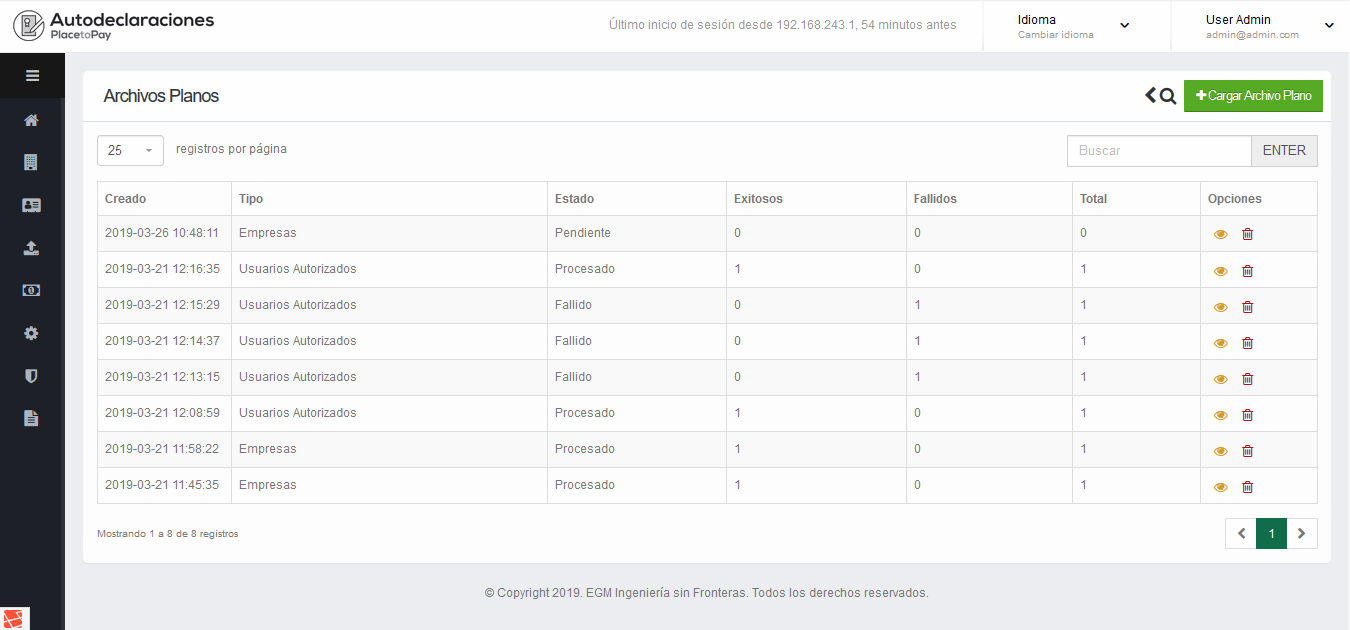 Autodeclaraciones
PlacetoPay
Último inicio de sesión desde 192.168.243.1, 54 minutos antes
Idioma
Cambiar idioma
User Admin
admin@admin.com
Archivos Planos
Cargar Archivo Plano
25 registros por página
Buscar ENTER
Creado Tipo Estado Exitosos Fallidos Total Opciones
2019-03-26 10:48:11 Empresas Pendiente 0 0 0
2019-03-21 12:16:35 Usuarios Autorizados Procesado 1 0 1
2019-03-21 12:15:29 Usuarios Autorizados Fallido 0 1 1
2019-03-21 12:14:37 Usuarios Autorizados Fallido 0 1 1
2019-03-21 12:13:15 Usuarios Autorizados Fallido 0 1 1
2019-03-21 12:08:59 Usuarios Autorizados Procesado 1 0 1
2019-03-21 11:58:22 Empresas Procesado 1 0 1
2019-03-21 11:45:35 Empresas Procesado 1 0 1
Mostrando 1 a 8 de 8 registros
1
© Copyright 2019. EGM Ingeniería sin Fronteras. Todos los derechos reservados.